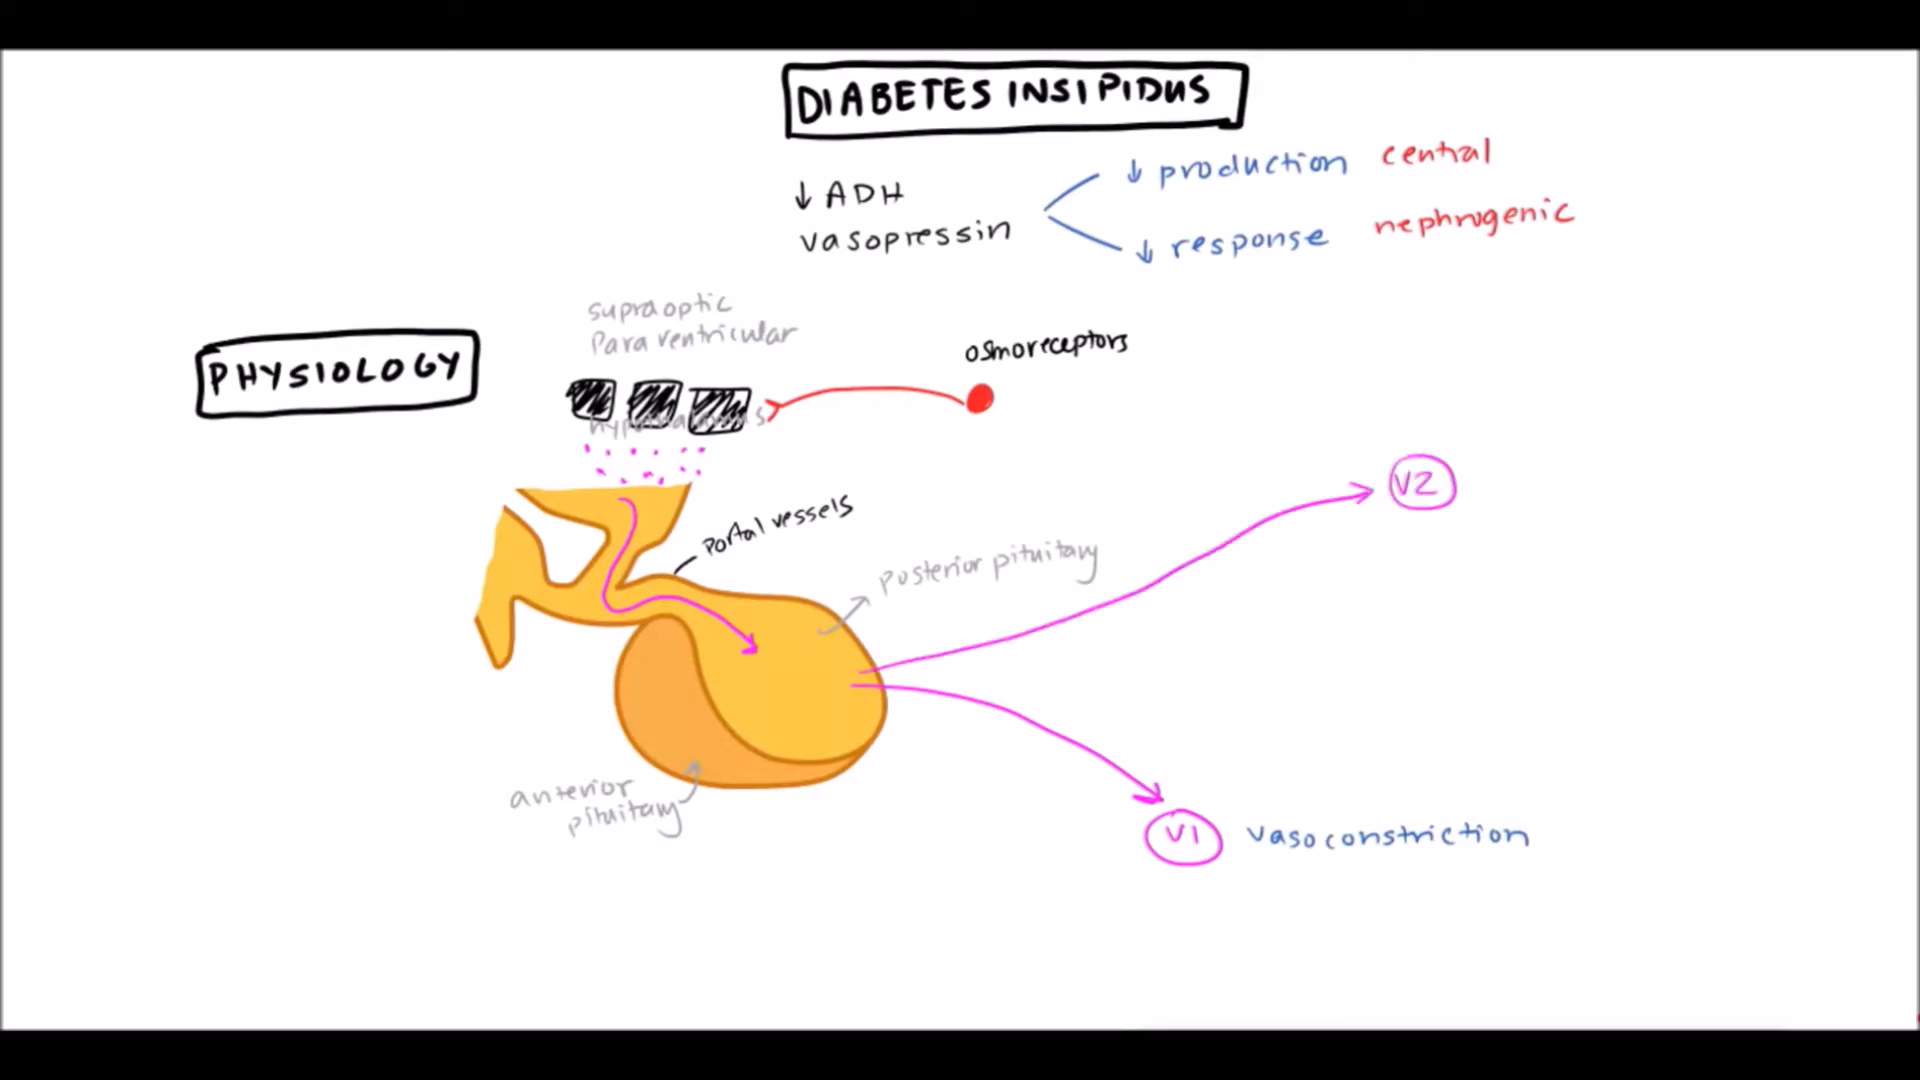 DIABETES INSIPIDUS
↓ ADH
vasopressin
↓ production central
↓ response nephrogenic
PHYSIOLOGY
supraoptic
Paraventricular
hypothalamus
osmoreceptors
portal vessels
posterior pituitary
anterior
pituitary
V2
V1 vasoconstriction